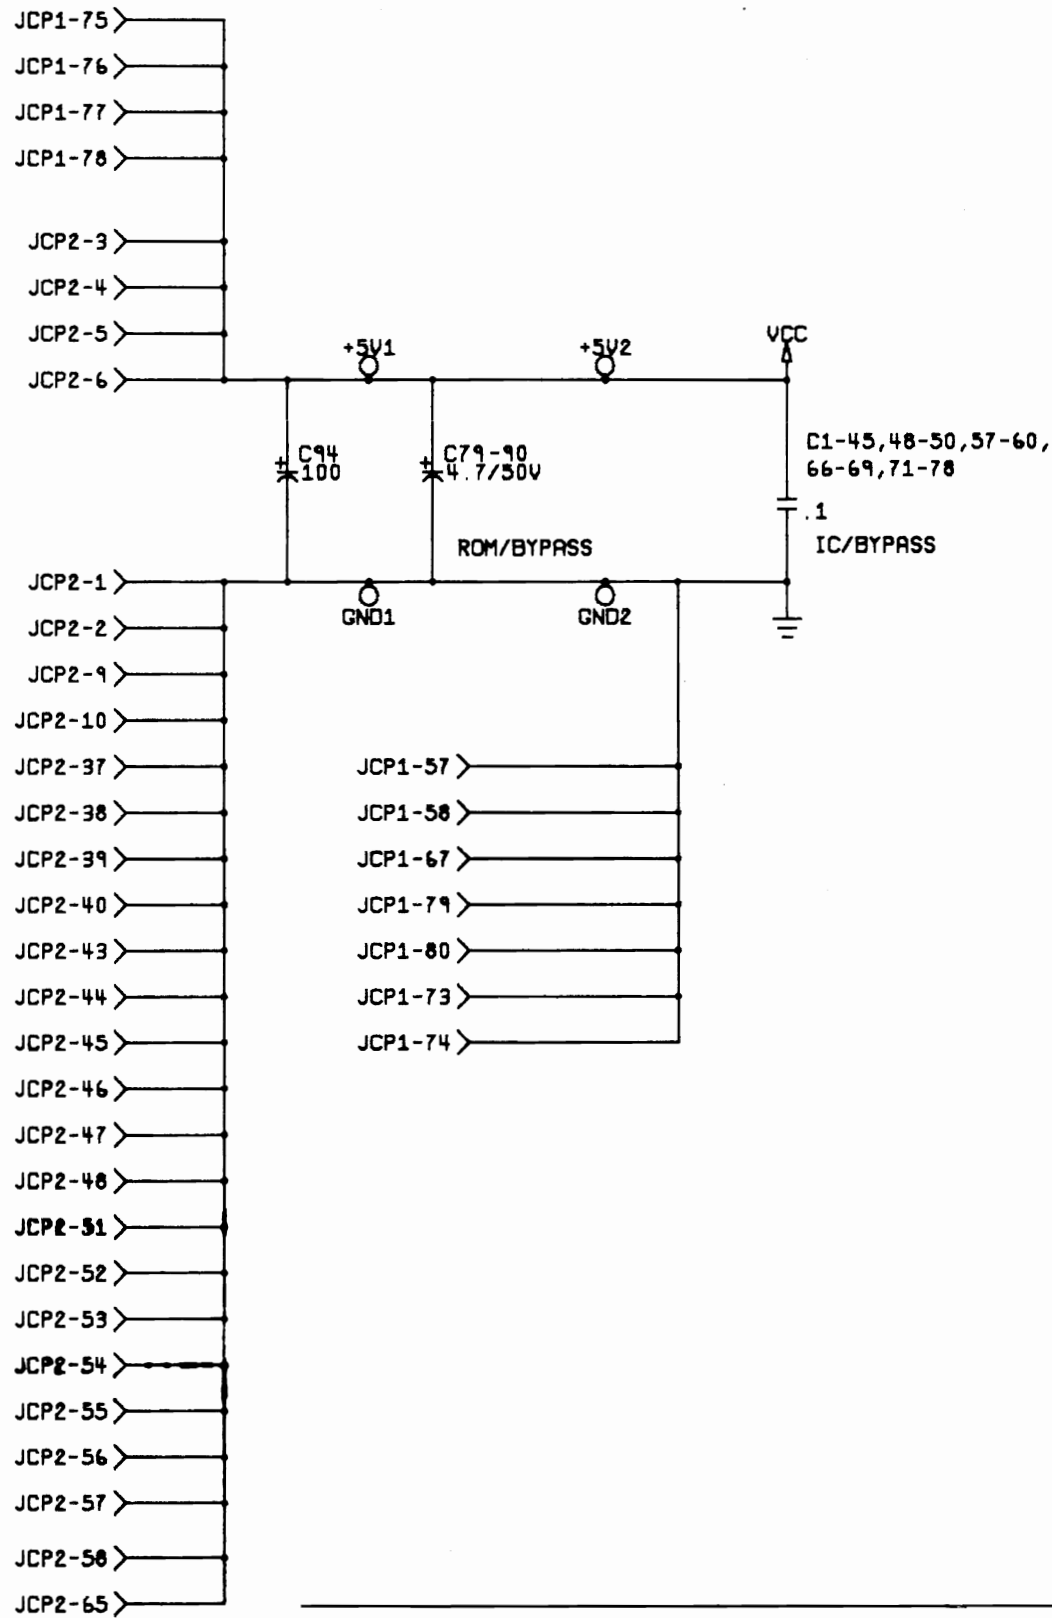 JCP1-75
JCP1-76
JCP1-77
JCP1-78
JCP2-3
JCP2-4
JCP2-5
JCP2-6
+5V1
+5V2
VCC
C94
100
C79-90
4.7/50V
C1-45,48-50,57-60,
66-69,71-78
.1
ROM/BYPASS
IC/BYPASS
JCP2-1
GND1
GND2
JCP2-2
JCP2-9
JCP2-10
JCP2-37
JCP2-38
JCP2-39
JCP2-40
JCP2-43
JCP2-44
JCP2-45
JCP2-46
JCP2-47
JCP2-48
JCP2-51
JCP2-52
JCP2-53
JCP2-54
JCP2-55
JCP2-56
JCP2-57
JCP2-58
JCP2-65
JCP1-57
JCP1-58
JCP1-67
JCP1-79
JCP1-80
JCP1-73
JCP1-74